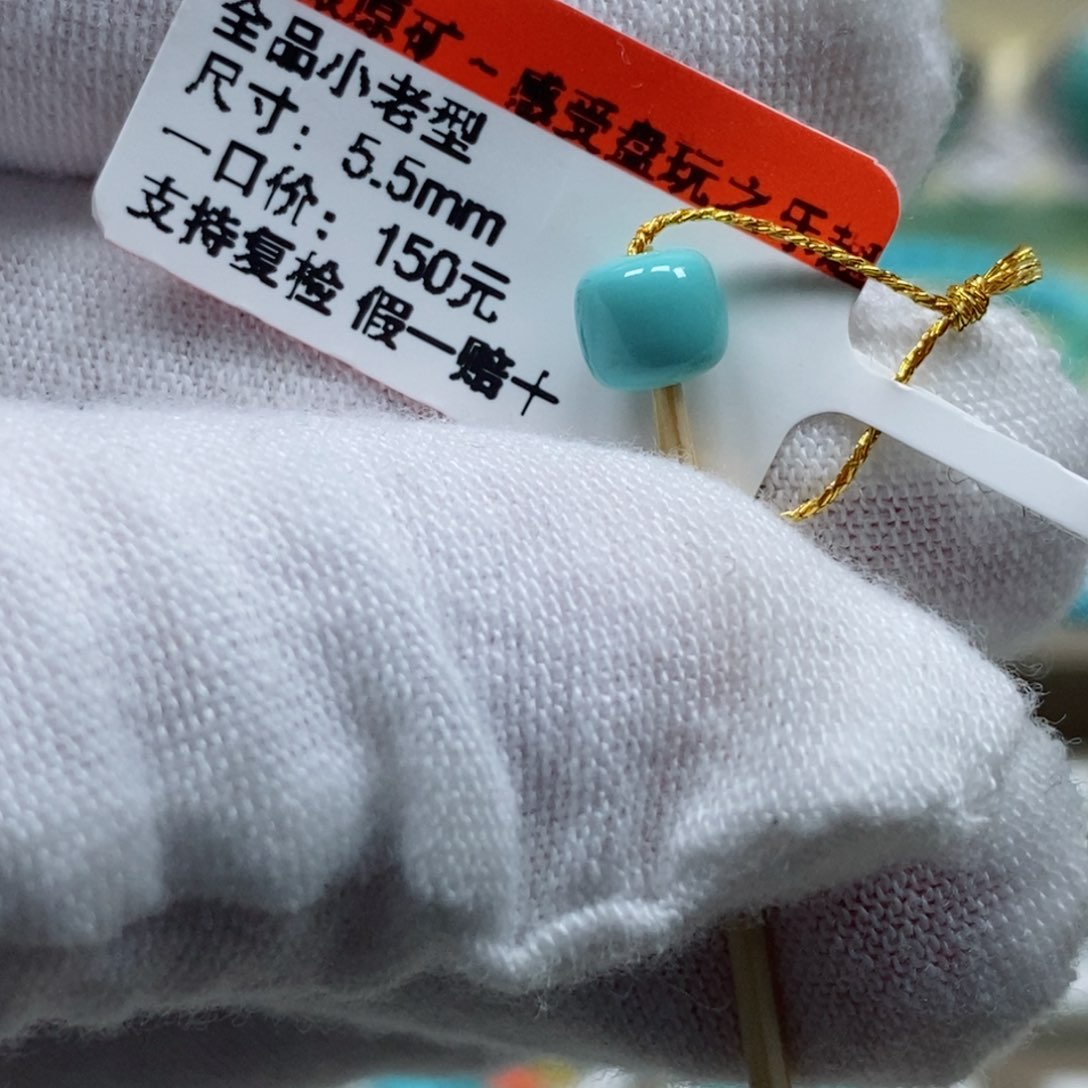 原矿~感受盘玩之乐趣
全品小老型
尺寸：5.5mm
一口价：150元
支持复检 假一赔十